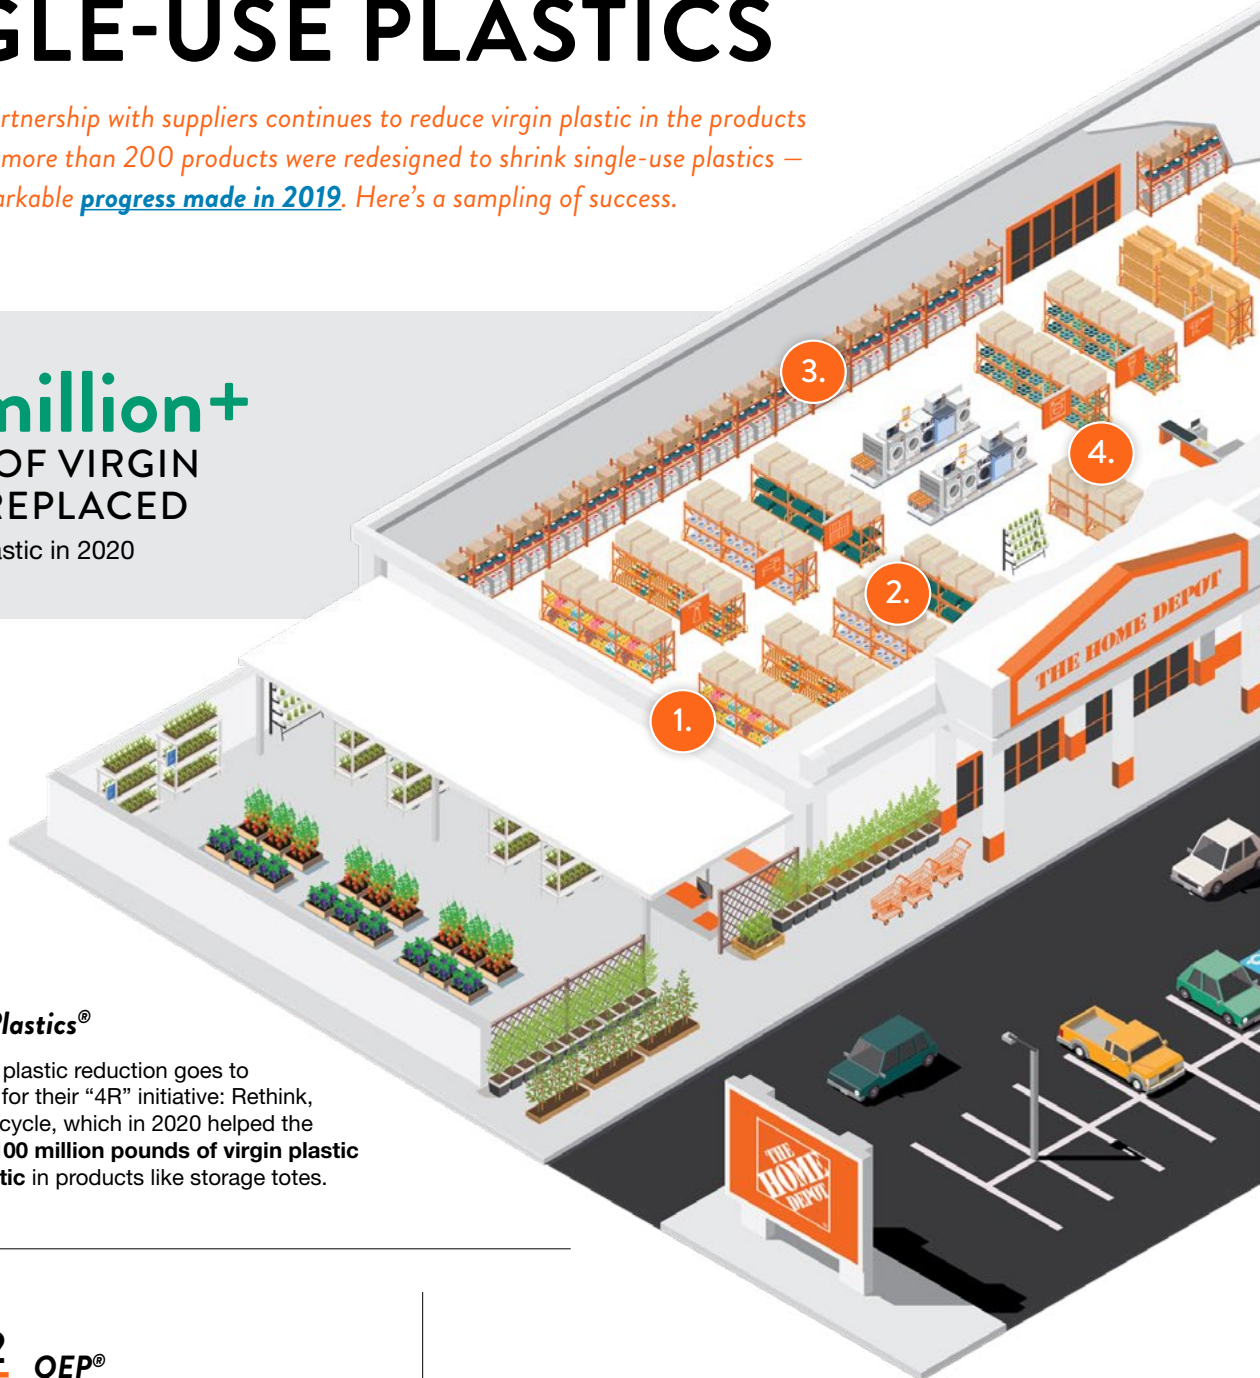 GLE-USE PLASTICS
rtnership with suppliers continues to reduce virgin plastic in the products
more than 200 products were redesigned to shrink single-use plastics —
arkable progress made in 2019. Here's a sampling of success.
million+
OF VIRGIN
REPLACED
astic in 2020
3.
4.
2.
THE HOME DEPOT
1.
Plastics®
plastic reduction goes to
for their “4R” initiative: Rethink,
cycle, which in 2020 helped the
100 million pounds of virgin plastic
tic in products like storage totes.
THE
HOME
DEPOT
2
OEP®